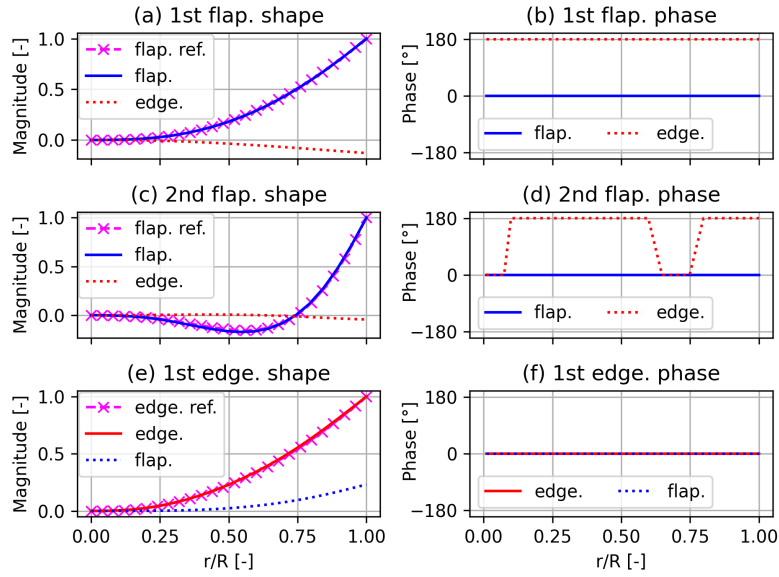 (a) 1st flap. shape
Magnitude [-]
1.0
0.5
0.0
flap. ref.
flap.
edge.
(b) 1st flap. phase
Phase [°]
180
0
−180
flap.
edge.
(c) 2nd flap. shape
Magnitude [-]
1.0
0.5
0.0
flap. ref.
flap.
edge.
(d) 2nd flap. phase
Phase [°]
180
0
−180
flap.
edge.
(e) 1st edge. shape
Magnitude [-]
1.0
0.5
0.0
edge. ref.
edge.
flap.
0.00 0.25 0.50 0.75 1.00
r/R [-]
(f) 1st edge. phase
Phase [°]
180
0
−180
edge.
flap.
0.00 0.25 0.50 0.75 1.00
r/R [-]